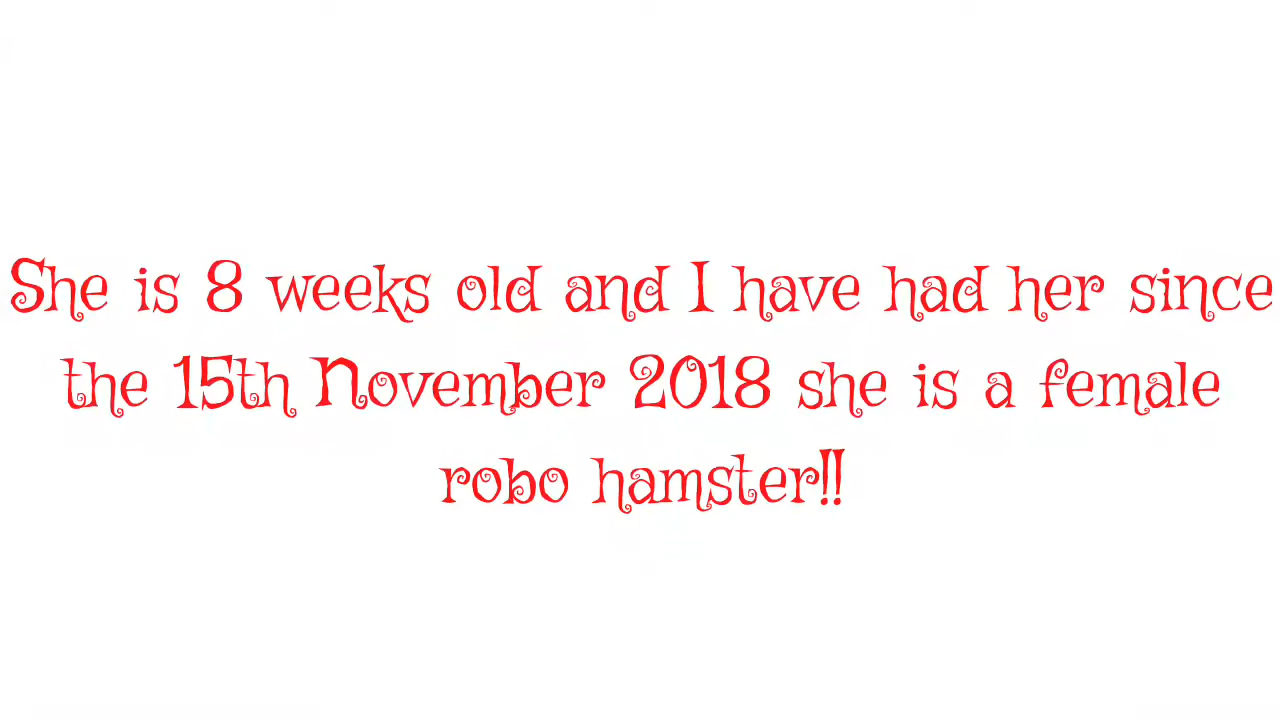 She is 8 weeks old and I have had her since
the 15th November 2018 she is a female
robo hamster!!